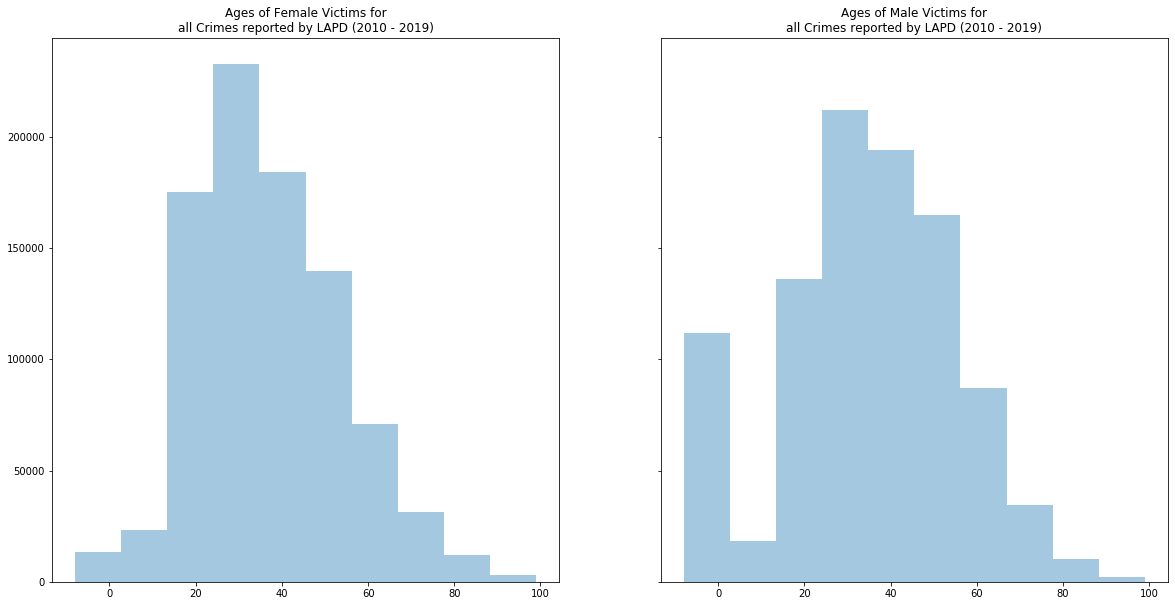 Ages of Female Victims for
all Crimes reported by LAPD (2010 - 2019)
200000
150000
100000
50000
0
0 20 40 60 80 100
Ages of Male Victims for
all Crimes reported by LAPD (2010 - 2019)
0 20 40 60 80 100